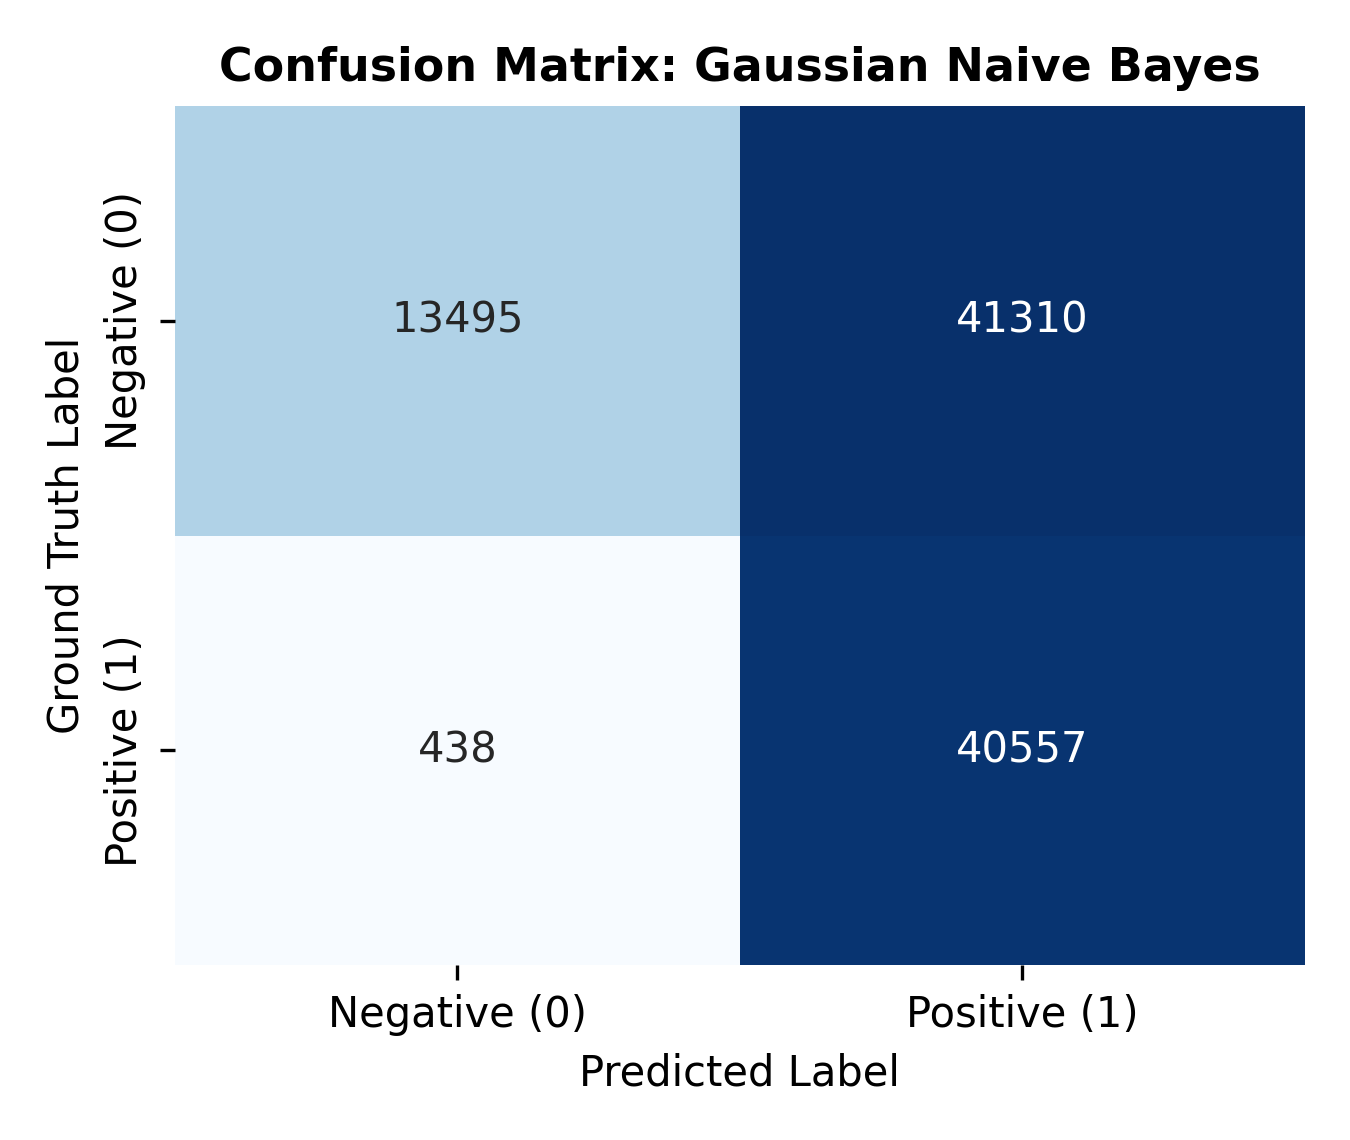 Confusion Matrix: Gaussian Naive Bayes
Ground Truth Label
Negative (0)
13495
41310
Positive (1)
438
40557
Negative (0)
Positive (1)
Predicted Label